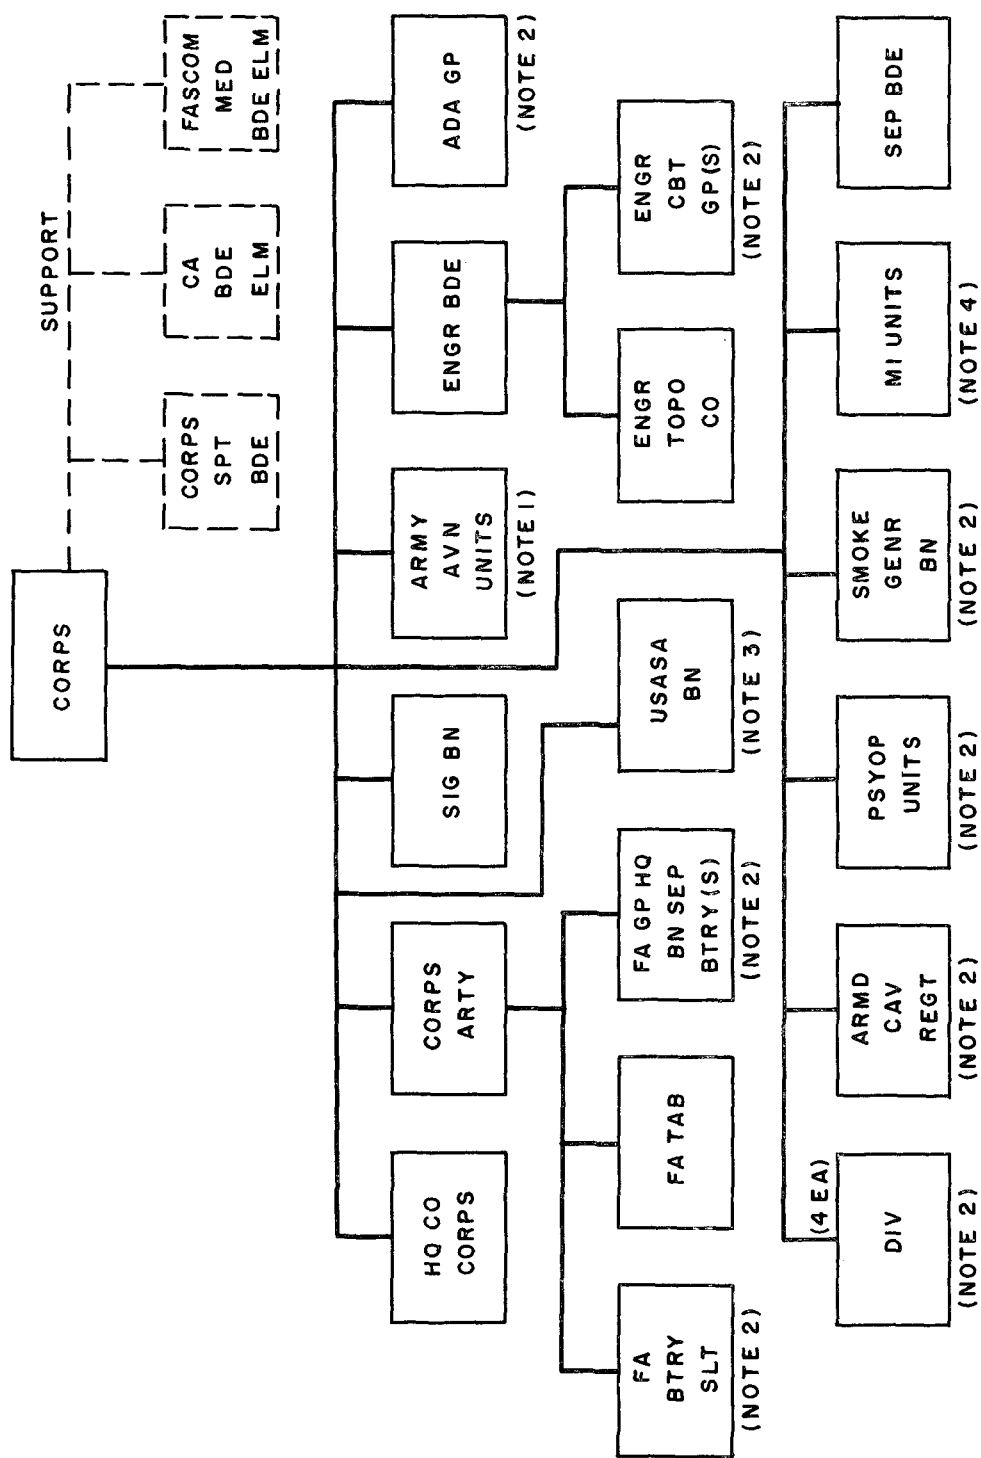 CORPS
SUPPORT
CORPS
SPT
BDE
CA
BDE
ELM
FASCOM
MED
BDE ELM
HQ CO
CORPS
CORPS
ARTY
SIG BN
ARMY
AVN
UNITS
(NOTE 1)
ENGR BDE
ADA GP
(NOTE 2)
FA
BTRY
SLT
(NOTE 2)
FA TAB
FA GP HQ
BN SEP
BTRY(S)
(NOTE 2)
USASA
BN
(NOTE 3)
ENGR
TOPO
CO
ENGR
CBT
GP(S)
(NOTE 2)
(4 EA)
DIV
(NOTE 2)
ARMD
CAV
REGT
(NOTE 2)
PSYOP
UNITS
(NOTE 2)
SMOKE
GENR
BN
(NOTE 2)
MI UNITS
(NOTE 4)
SEP BDE